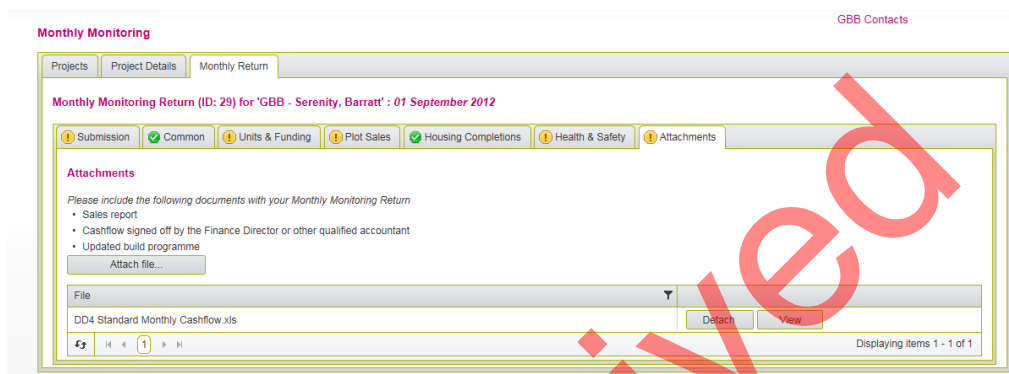 GBB Contacts
Monthly Monitoring
Projects Project Details Monthly Return
Monthly Monitoring Return (ID: 29) for 'GBB - Serenity, Barratt' : 01 September 2012
Submission Common Units & Funding Plot Sales Housing Completions Health & Safety Attachments
Attachments
Please include the following documents with your Monthly Monitoring Return
• Sales report
• Cashflow signed off by the Finance Director or other qualified accountant
• Updated build programme
Attach file...
File
DD4 Standard Monthly Cashflow.xls Detach View
1 Displaying items 1 - 1 of 1
ived